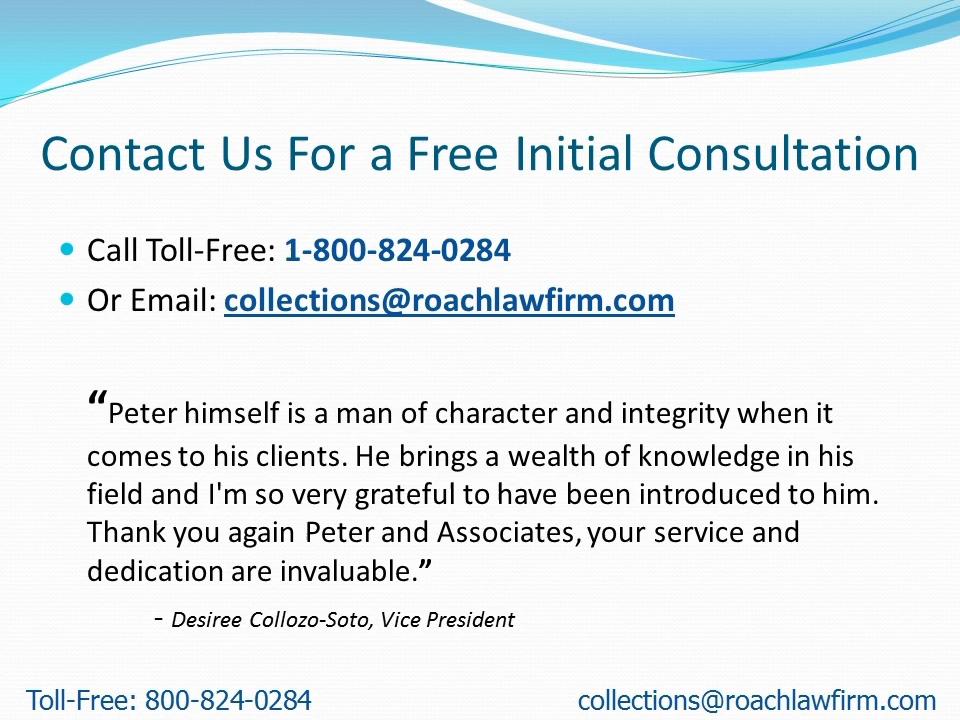 Contact Us For a Free Initial Consultation
Call Toll-Free: 1-800-824-0284
Or Email: collections@roachlawfirm.com
“Peter himself is a man of character and integrity when it
comes to his clients. He brings a wealth of knowledge in his
field and I'm so very grateful to have been introduced to him.
Thank you again Peter and Associates, your service and
dedication are invaluable.”
- Desiree Collozo-Soto, Vice President
Toll-Free: 800-824-0284 collections@roachlawfirm.com